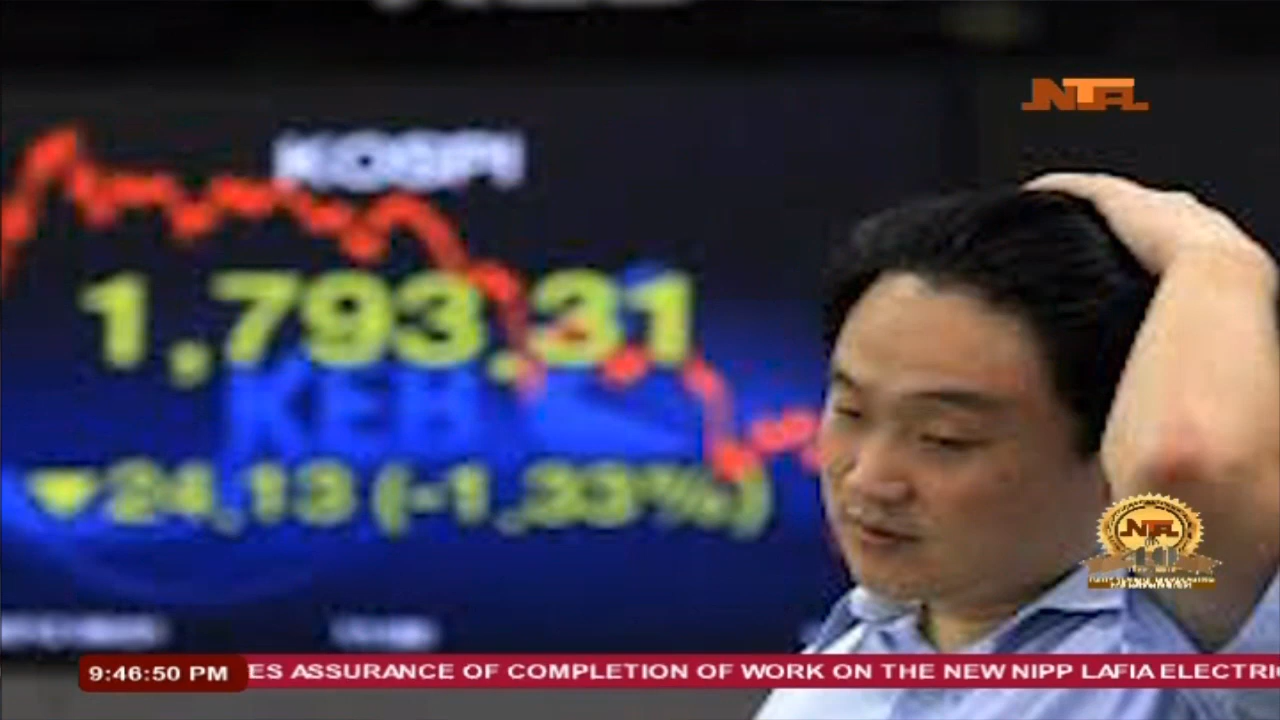 NTA
KOSPI
1,793.31
KEB
▼24,13 (-1,33%)
NTA
9:46:50 PM
ES ASSURANCE OF COMPLETION OF WORK ON THE NEW NIPP LAFIA ELECTRI